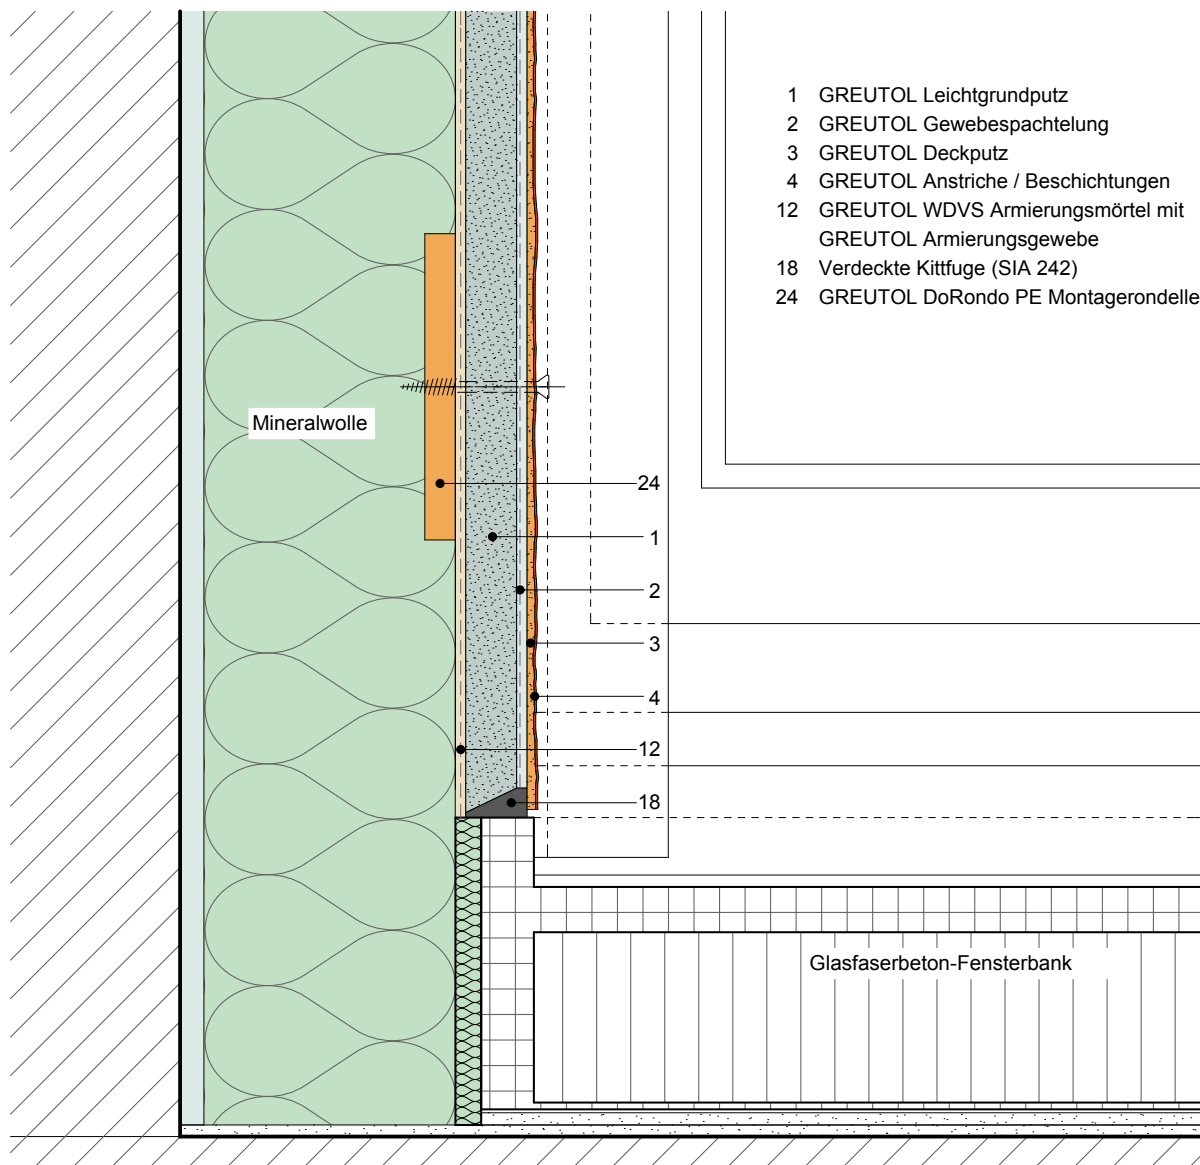 1 GREUTOL Leichtgrundputz
2 GREUTOL Gewebespachtelung
3 GREUTOL Deckputz
4 GREUTOL Anstriche / Beschichtungen
12 GREUTOL WDVS Armierungsmörtel mit
GREUTOL Armierungsgewebe
18 Verdeckte Kittfuge (SIA 242)
24 GREUTOL DoRondo PE Montagerondelle
Mineralwolle
24
1
2
3
4
12
18
Glasfaserbeton-Fensterbank